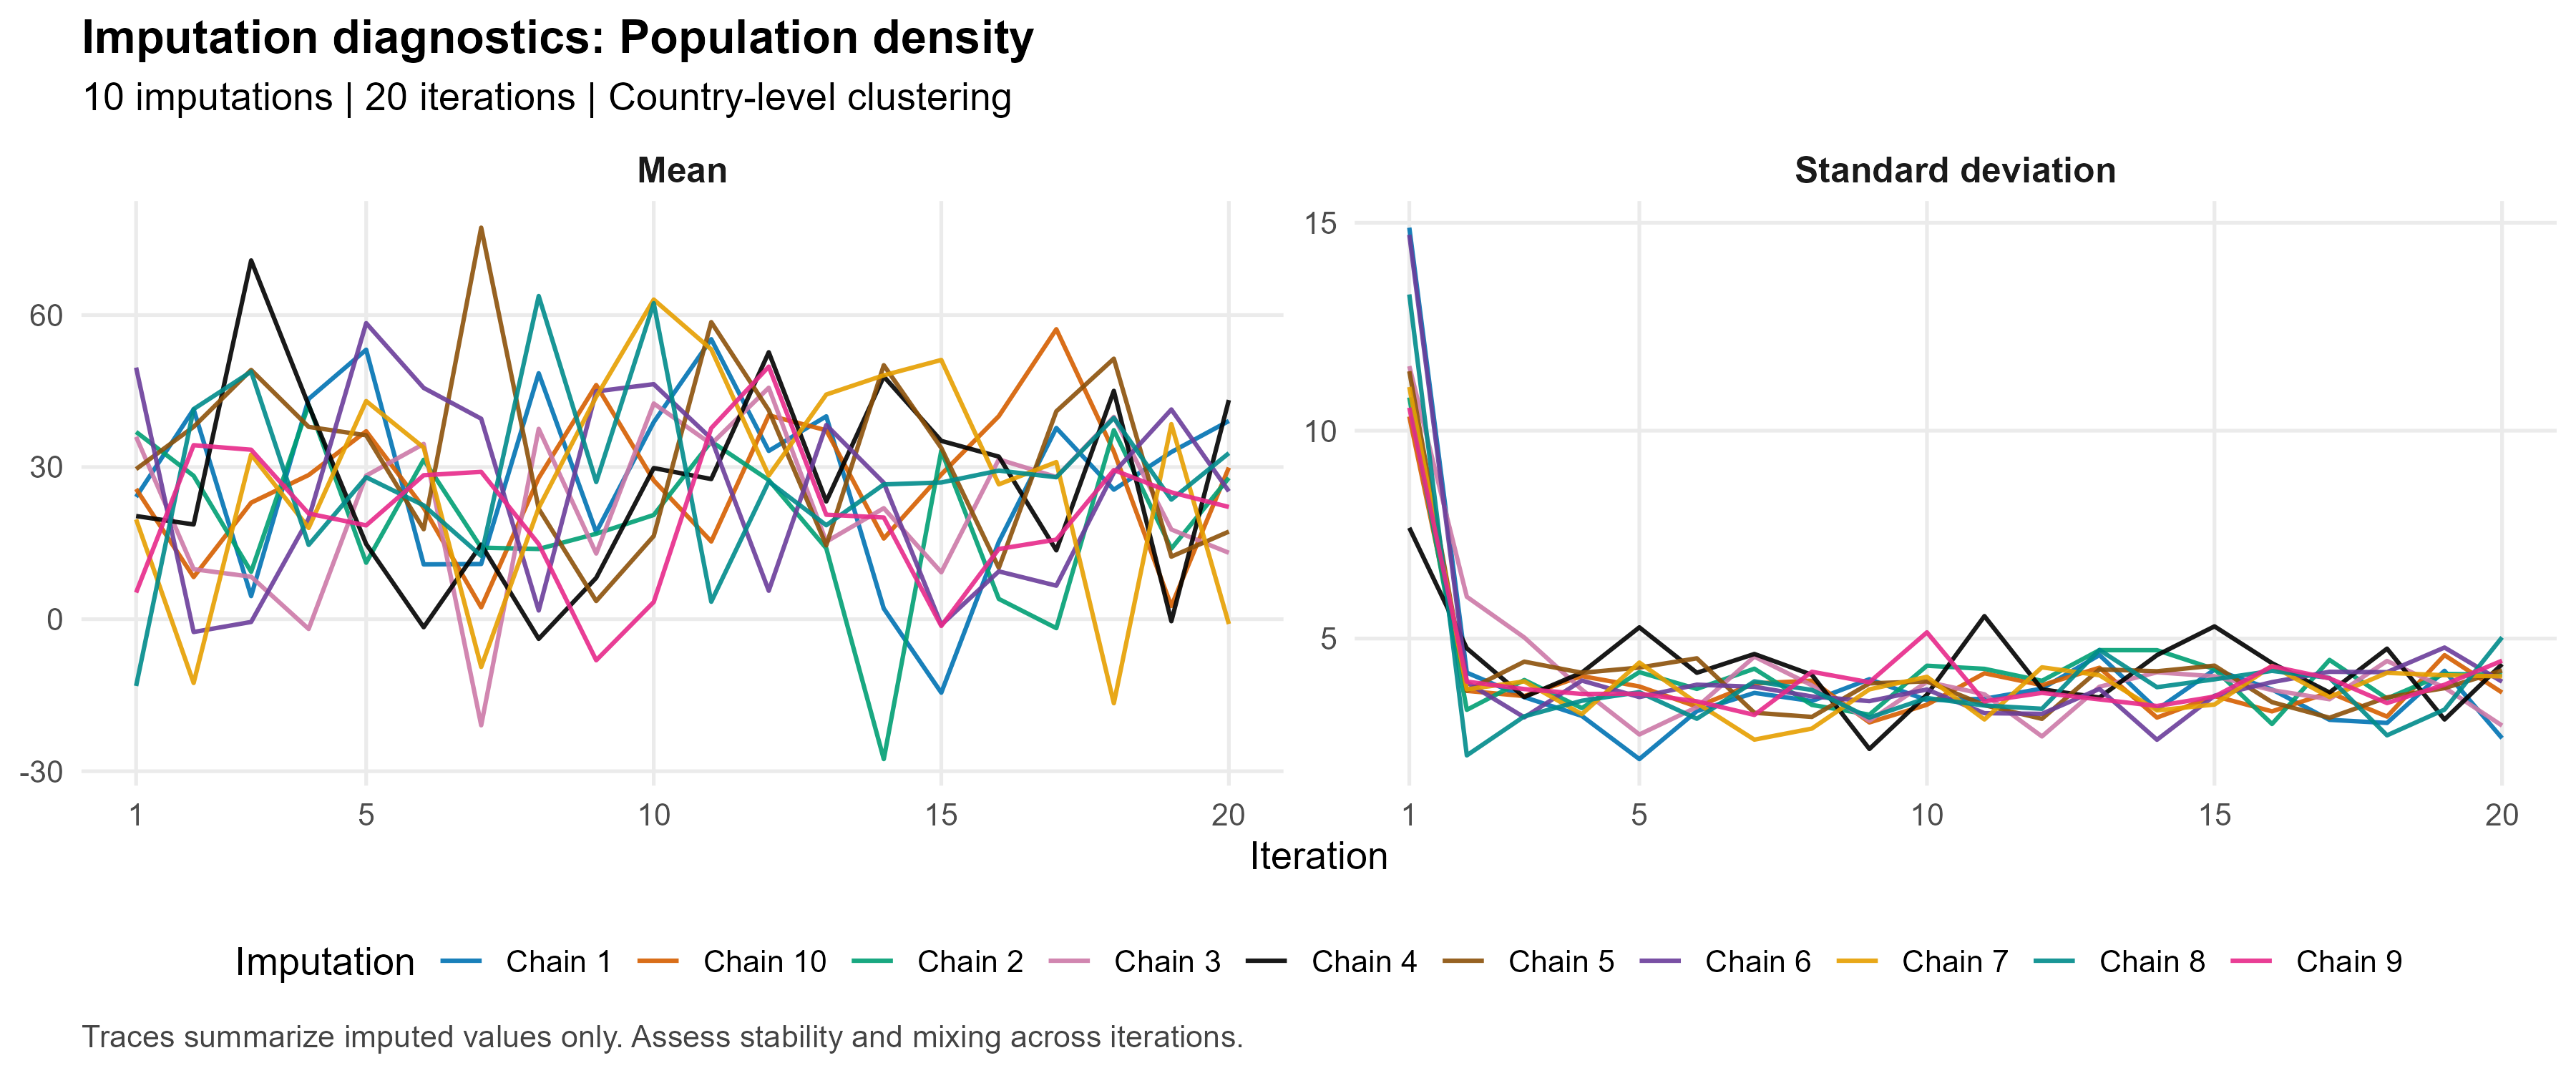 Imputation diagnostics: Population density
10 imputations | 20 iterations | Country-level clustering
Mean
Standard deviation
60
30
0
-30
1 5 10 15 20
15
10
5
1 5 10 15 20
Iteration
Imputation Chain 1 Chain 10 Chain 2 Chain 3 Chain 4 Chain 5 Chain 6 Chain 7 Chain 8 Chain 9
Traces summarize imputed values only. Assess stability and mixing across iterations.